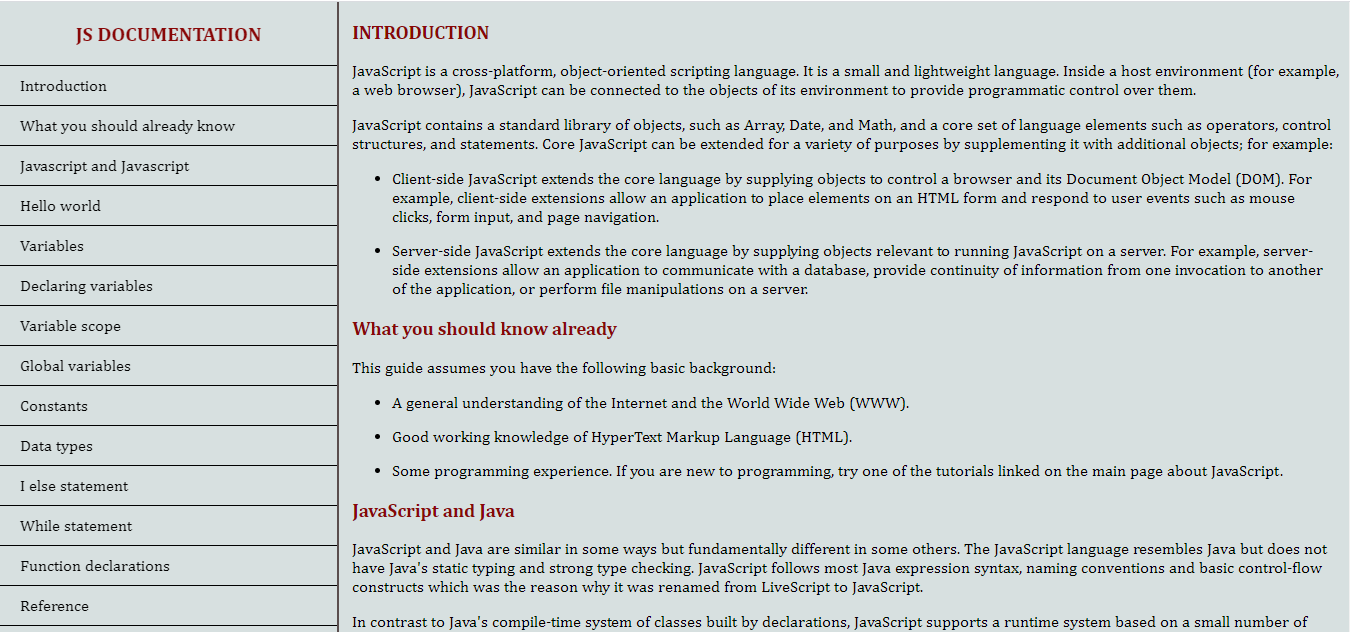 JS DOCUMENTATION
Introduction
What you should already know
Javascript and Javascript
Hello world
Variables
Declaring variables
Variable scope
Global variables
Constants
Data types
I else statement
While statement
Function declarations
Reference
INTRODUCTION
JavaScript is a cross-platform, object-oriented scripting language. It is a small and lightweight language. Inside a host environment (for example,
a web browser), JavaScript can be connected to the objects of its environment to provide programmatic control over them.
JavaScript contains a standard library of objects, such as Array, Date, and Math, and a core set of language elements such as operators, control
structures, and statements. Core JavaScript can be extended for a variety of purposes by supplementing it with additional objects; for example:
• Client-side JavaScript extends the core language by supplying objects to control a browser and its Document Object Model (DOM). For
example, client-side extensions allow an application to place elements on an HTML form and respond to user events such as mouse
clicks, form input, and page navigation.
• Server-side JavaScript extends the core language by supplying objects relevant to running JavaScript on a server. For example, server-
side extensions allow an application to communicate with a database, provide continuity of information from one invocation to another
of the application, or perform file manipulations on a server.
What you should know already
This guide assumes you have the following basic background:
• A general understanding of the Internet and the World Wide Web (WWW).
• Good working knowledge of HyperText Markup Language (HTML).
• Some programming experience. If you are new to programming, try one of the tutorials linked on the main page about JavaScript.
JavaScript and Java
JavaScript and Java are similar in some ways but fundamentally different in some others. The JavaScript language resembles Java but does not
have Java's static typing and strong type checking. JavaScript follows most Java expression syntax, naming conventions and basic control-flow
constructs which was the reason why it was renamed from LiveScript to JavaScript.
In contrast to Java's compile-time system of classes built by declarations, JavaScript supports a runtime system based on a small number of